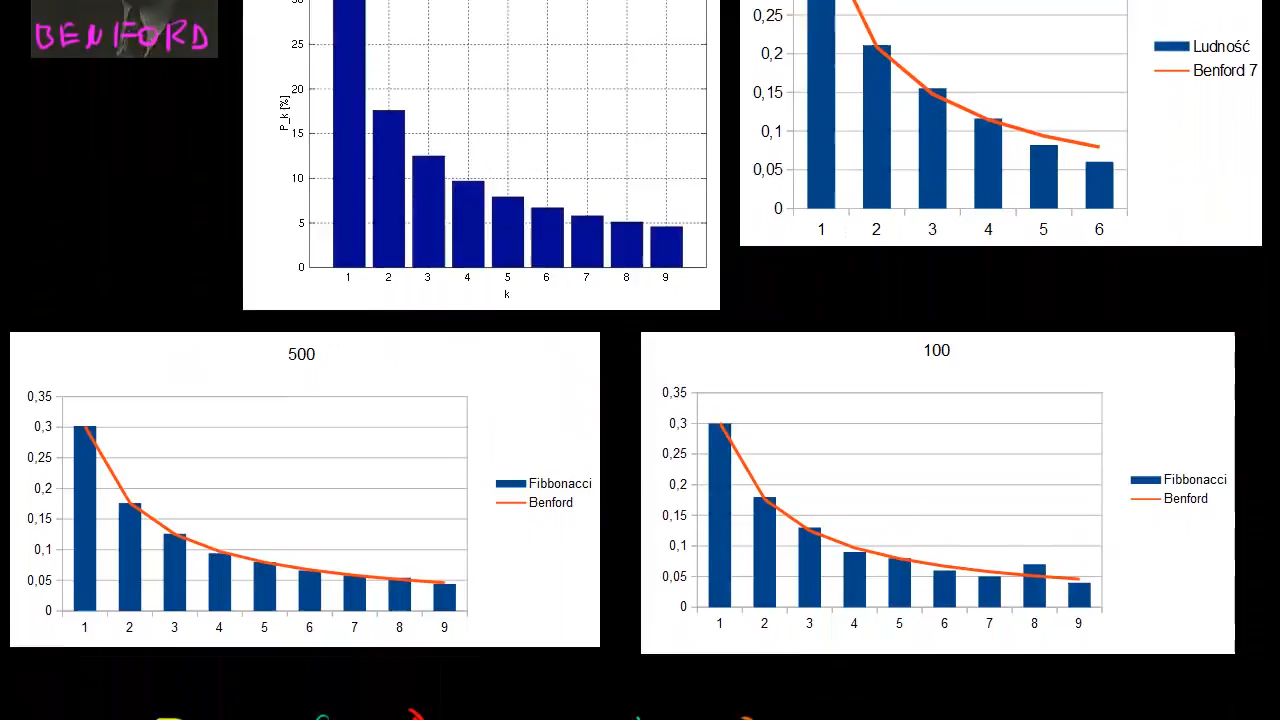 BENFORD
25
20
15
10
5
0
P_k [%]
1 2 3 4 5 6 7 8 9
k
0,25
0,2
0,15
0,1
0,05
0
1 2 3 4 5 6
Ludność
Benford 7
500
0,35
0,3
0,25
0,2
0,15
0,1
0,05
0
1 2 3 4 5 6 7 8 9
Fibbonacci
Benford
100
0,35
0,3
0,25
0,2
0,15
0,1
0,05
0
1 2 3 4 5 6 7 8 9
Fibbonacci
Benford